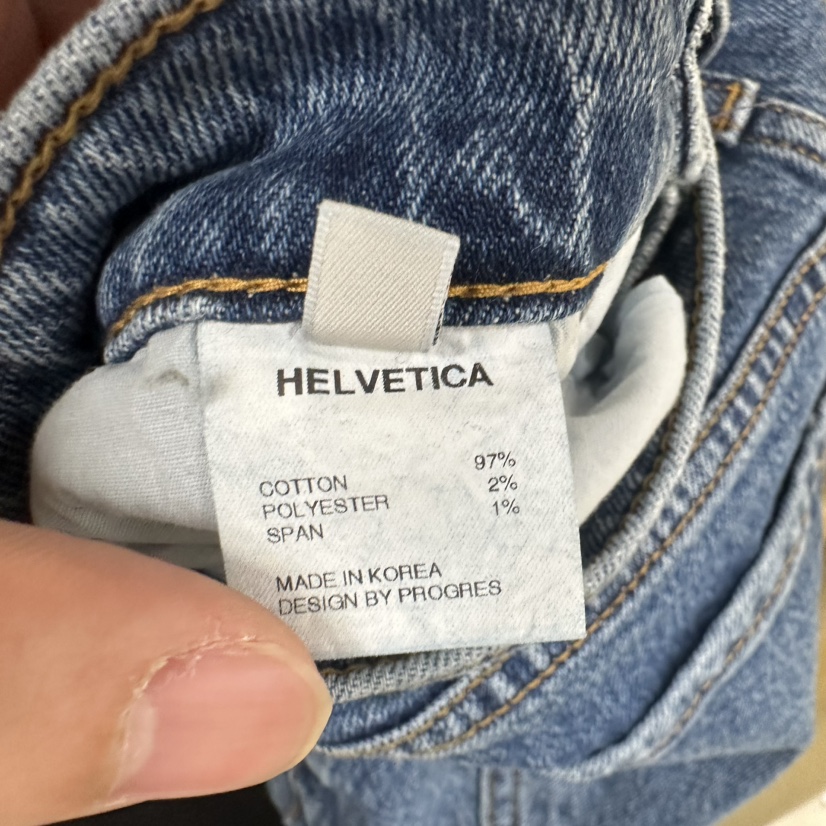 HELVETICA
COTTON 97%
POLYESTER 2%
SPAN 1%
MADE IN KOREA
DESIGN BY PROGRES